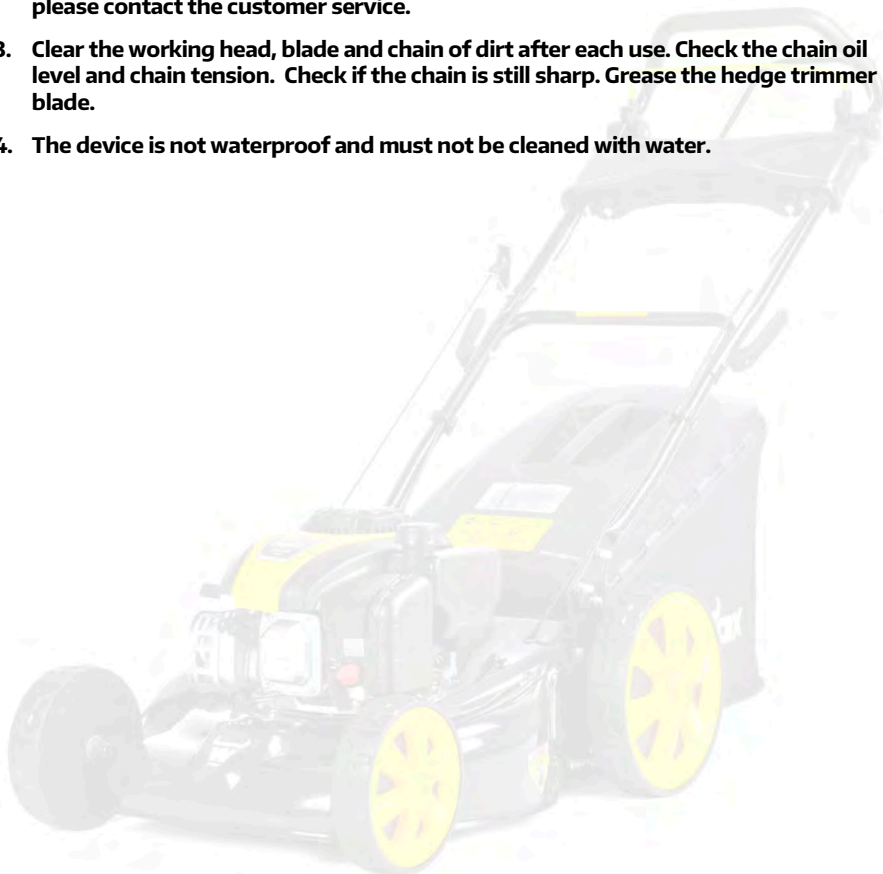 please contact the customer service.
3. Clear the working head, blade and chain of dirt after each use. Check the chain oil
level and chain tension. Check if the chain is still sharp. Grease the hedge trimmer
blade.
4. The device is not waterproof and must not be cleaned with water.